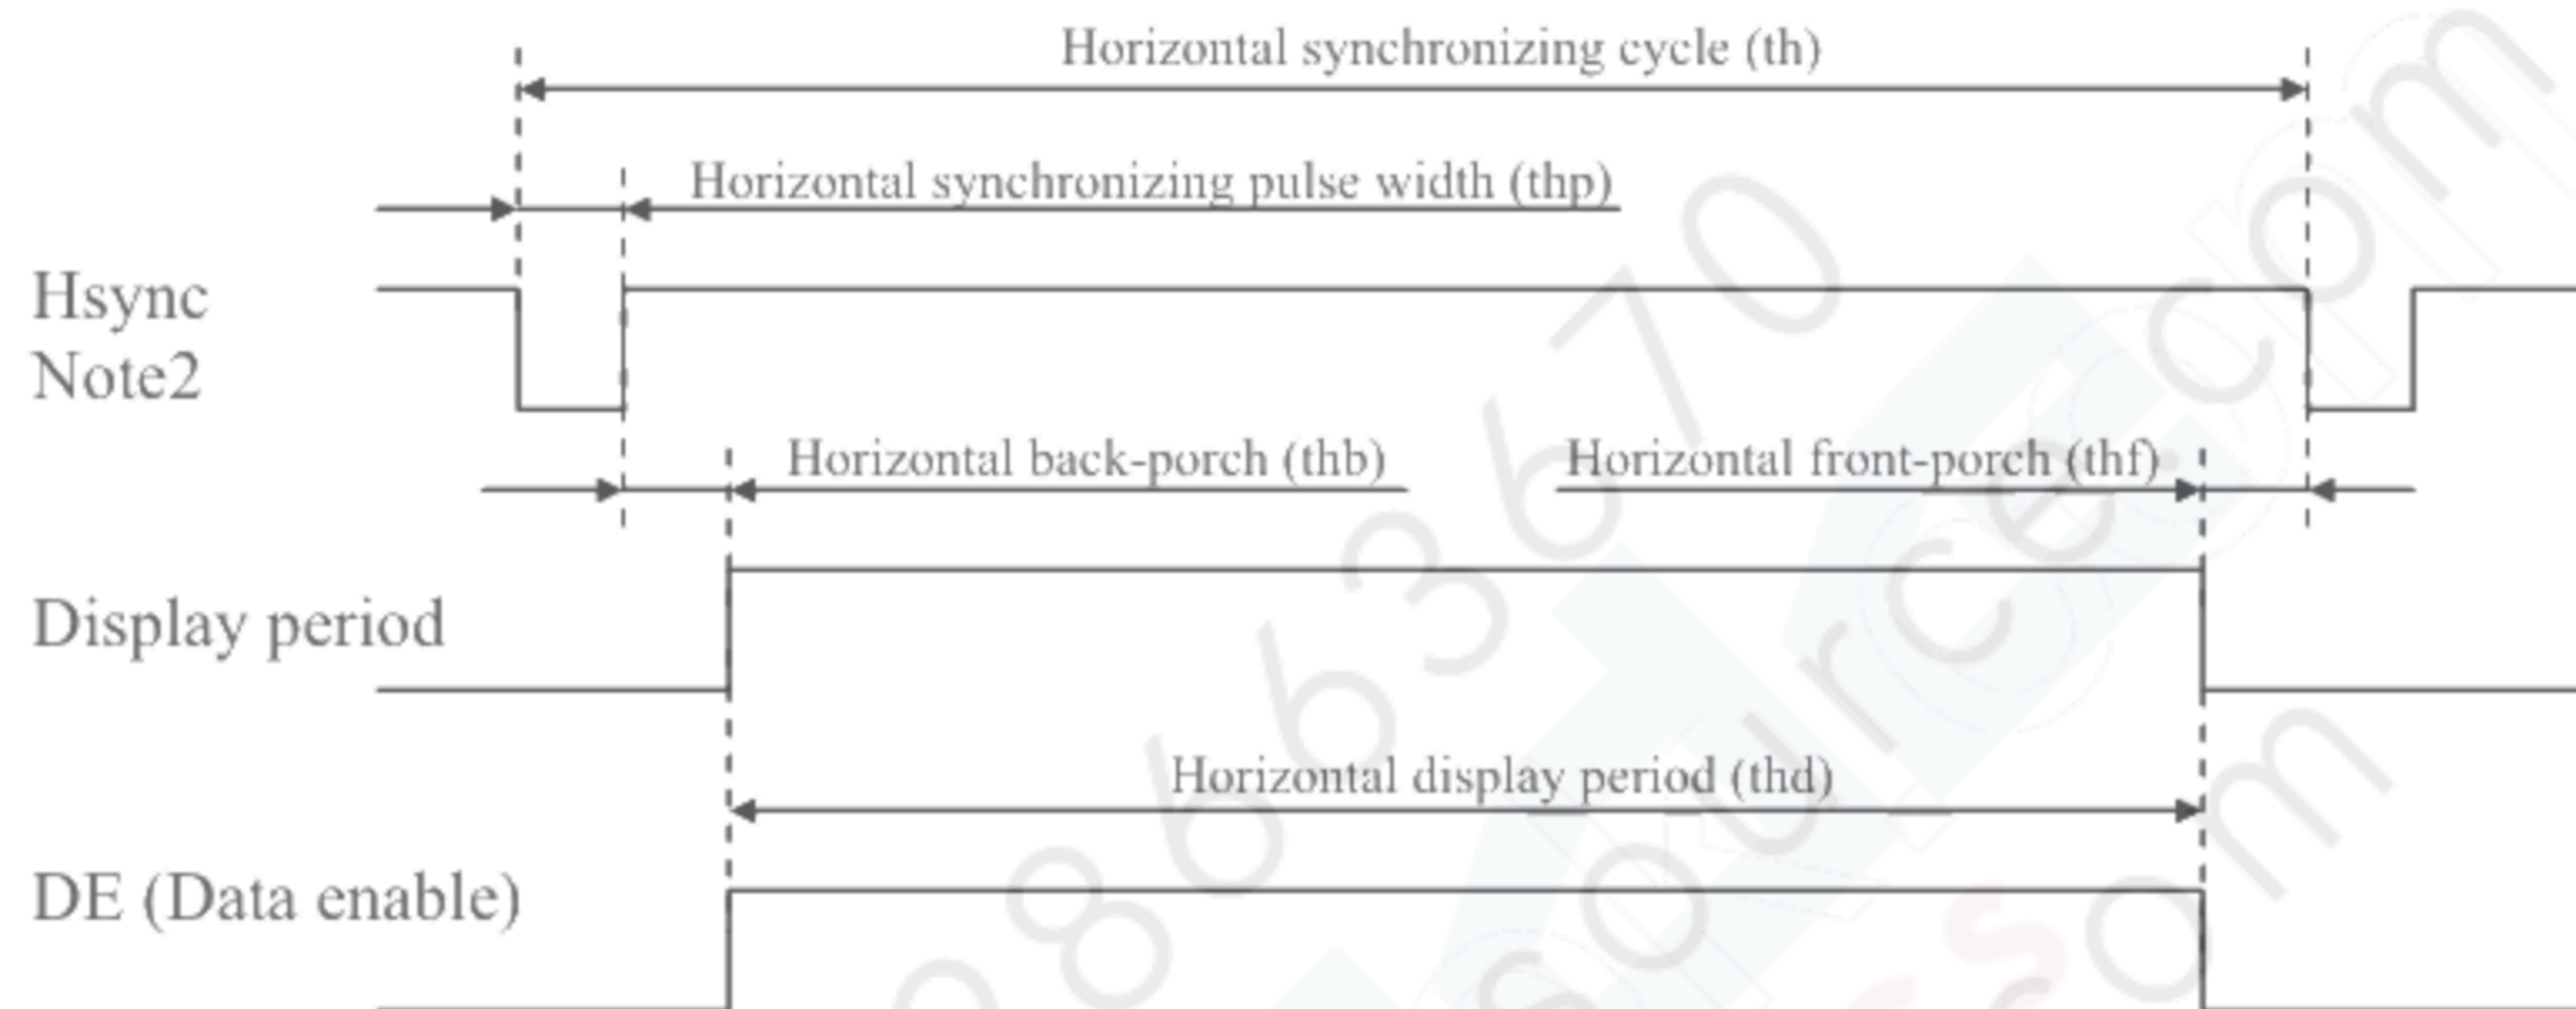 Horizontal synchronizing cycle (th)
Horizontal synchronizing pulse width (thp)
Hsync
Note2
Horizontal back-porch (thb)
Horizontal front-porch (thf)
Display period
Horizontal display period (thd)
DE (Data enable)